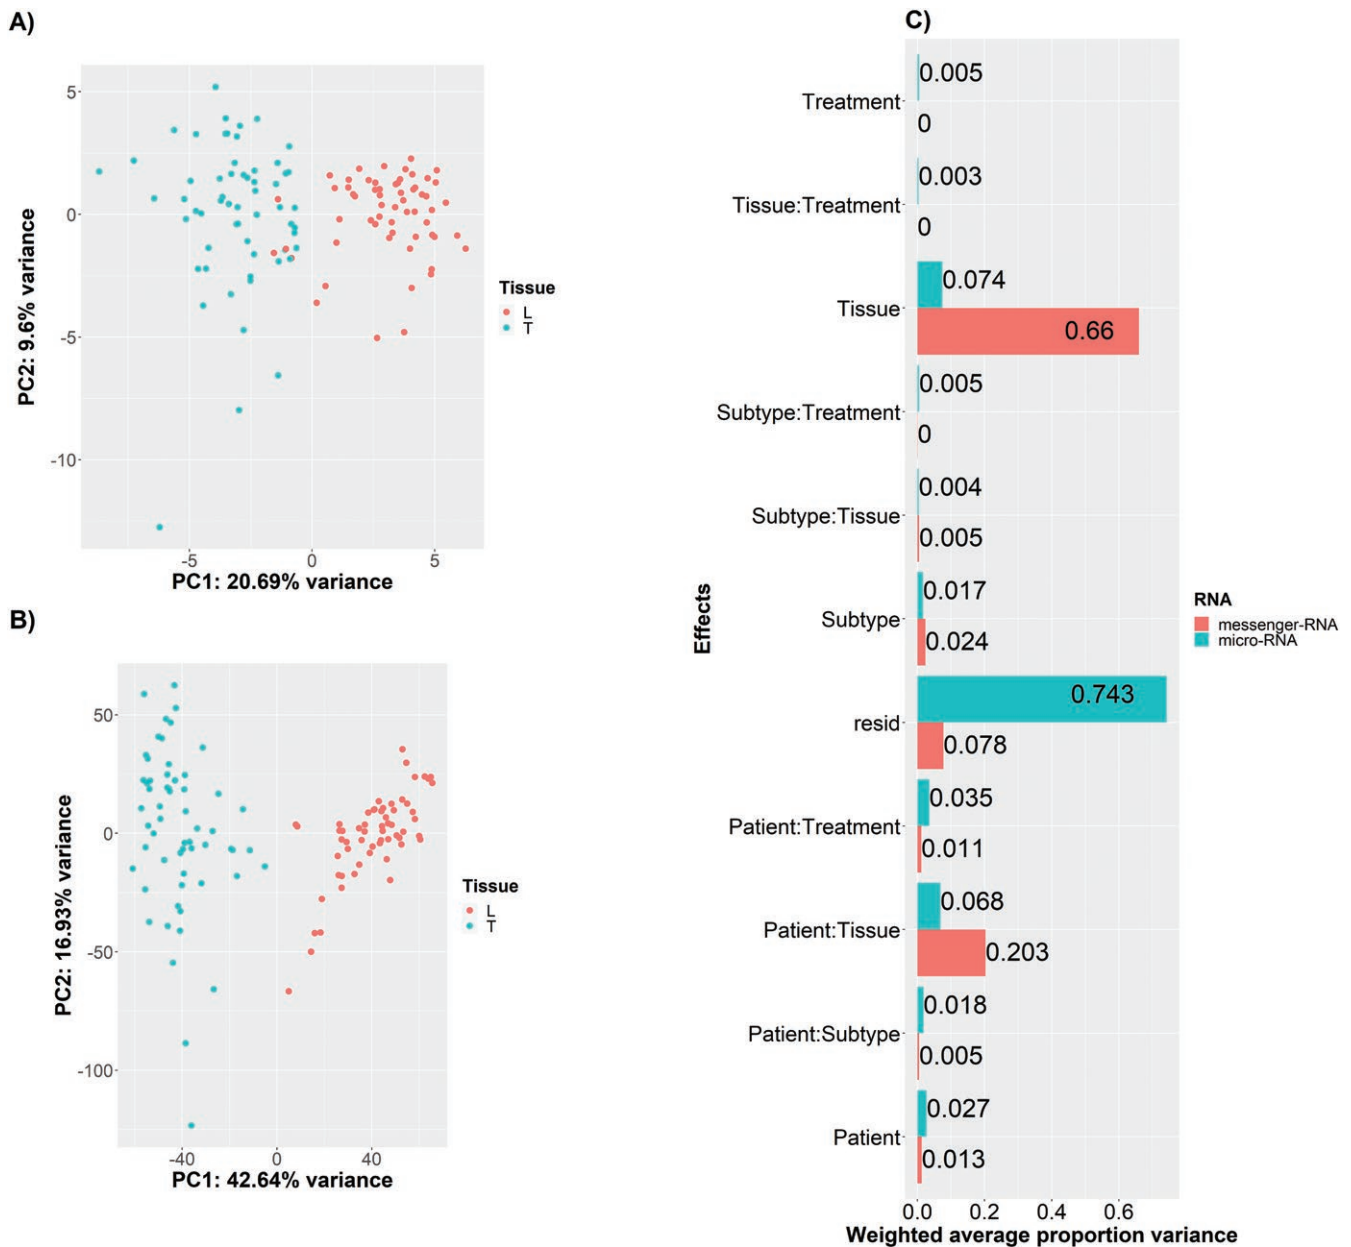 A)
5
0
-5
-10
-5
0
5
PC1: 20.69% variance
PC2: 9.6% variance
Tissue
L
T
B)
50
0
-50
-100
-40
0
40
PC1: 42.64% variance
PC2: 16.93% variance
Tissue
L
T
C)
Effects
Treatment
0.005
0
Tissue:Treatment
0.003
0
Tissue
0.074
0.66
Subtype:Treatment
0.005
0
Subtype:Tissue
0.004
0.005
Subtype
0.017
0.024
resid
0.743
0.078
Patient:Treatment
0.035
0.011
Patient:Tissue
0.068
0.203
Patient:Subtype
0.018
0.005
Patient
0.027
0.013
0.0
0.2
0.4
0.6
Weighted average proportion variance
RNA
messenger-RNA
micro-RNA